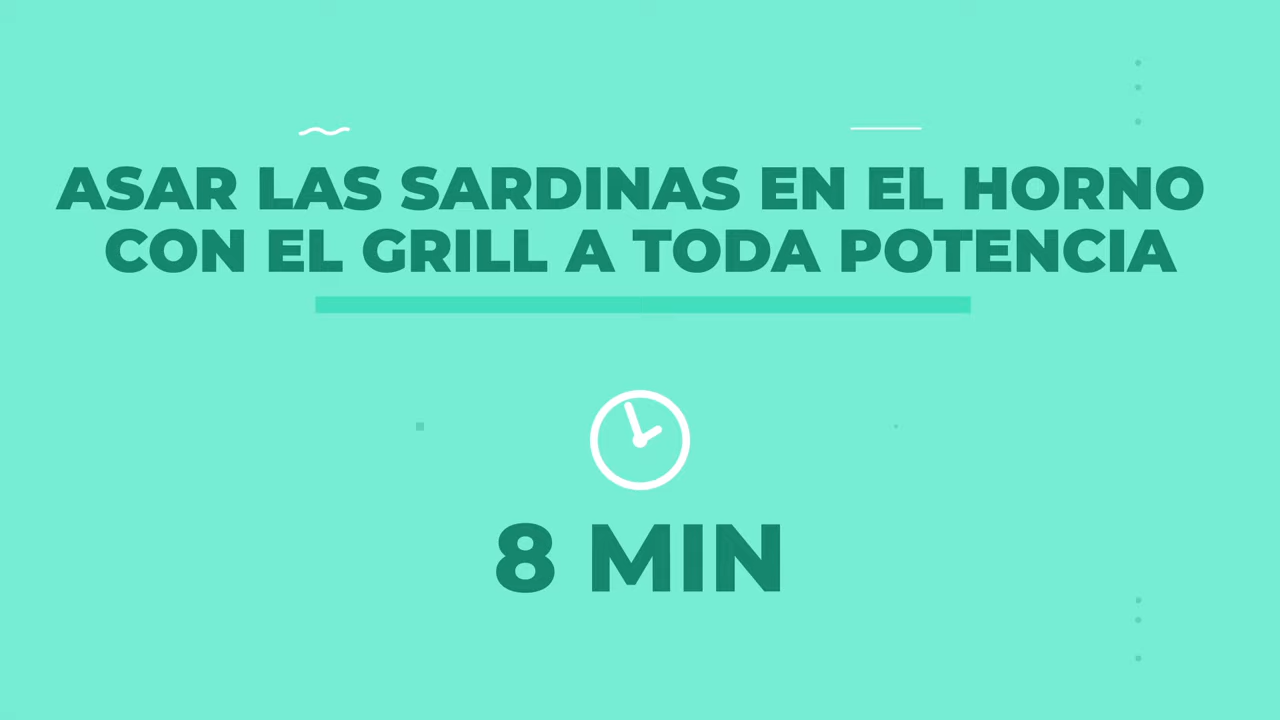 ASAR LAS SARDINAS EN EL HORNO
CON EL GRILL A TODA POTENCIA
8 MIN